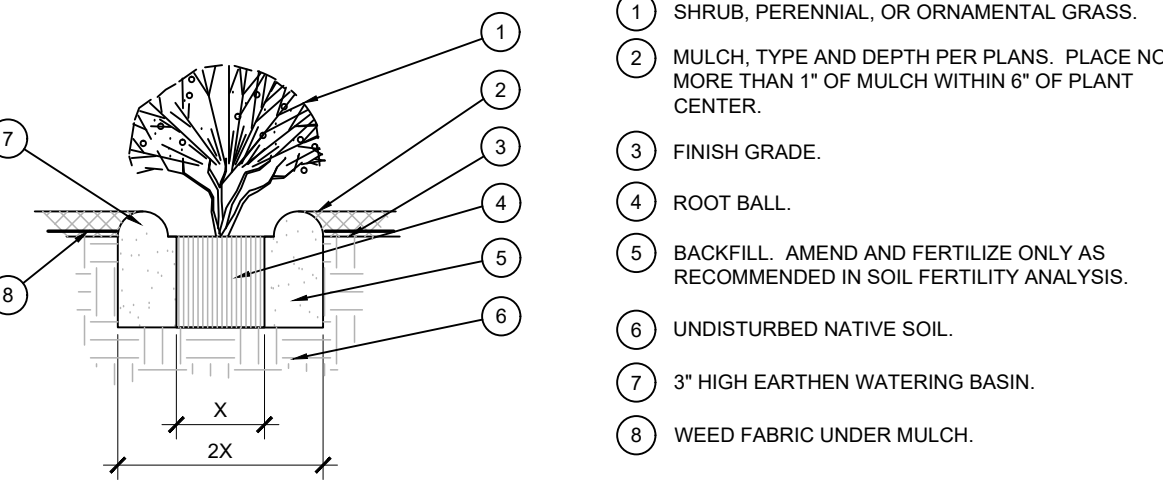 1
2
3
4
5
6
7
8
X
2X
1 SHRUB, PERENNIAL, OR ORNAMENTAL GRASS.
2 MULCH, TYPE AND DEPTH PER PLANS. PLACE NO
MORE THAN 1" OF MULCH WITHIN 6" OF PLANT
CENTER.
3 FINISH GRADE.
4 ROOT BALL.
5 BACKFILL. AMEND AND FERTILIZE ONLY AS
RECOMMENDED IN SOIL FERTILITY ANALYSIS.
6 UNDISTURBED NATIVE SOIL.
7 3" HIGH EARTHEN WATERING BASIN.
8 WEED FABRIC UNDER MULCH.